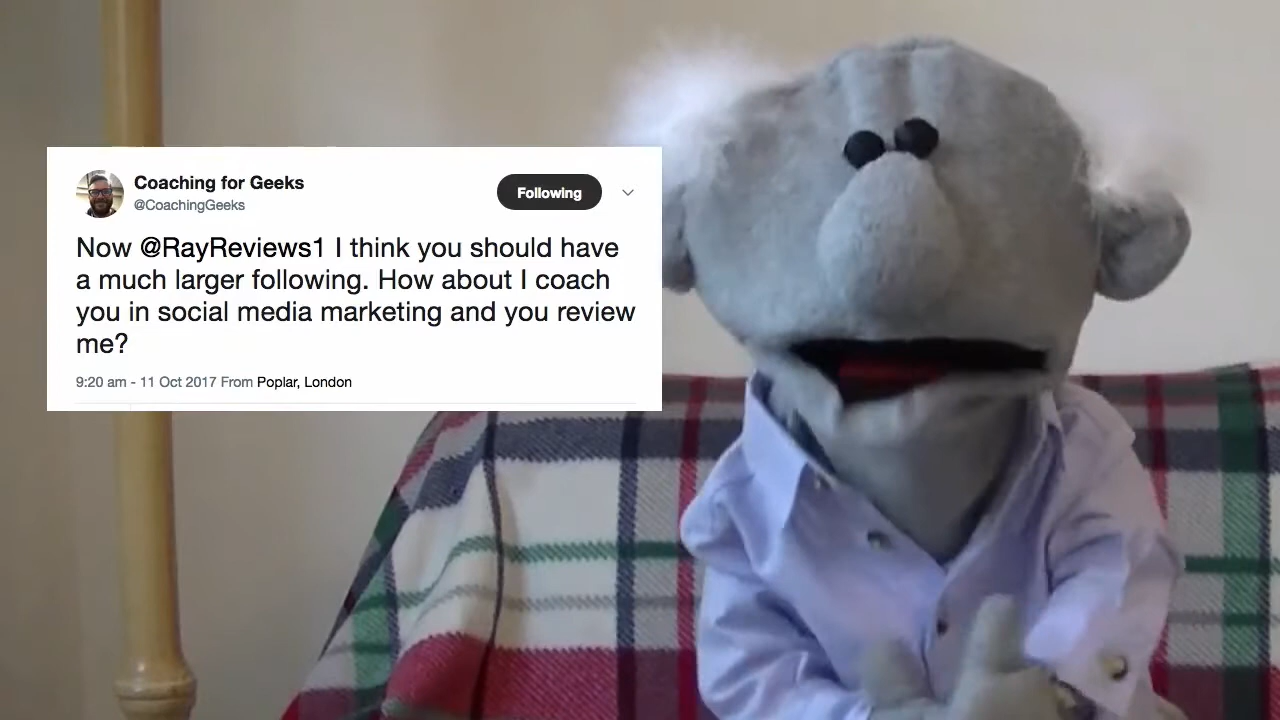 Coaching for Geeks
@CoachingGeeks
Following
Now @RayReviews1 I think you should have
a much larger following. How about I coach
you in social media marketing and you review
me?
9:20 am - 11 Oct 2017 From Poplar, London